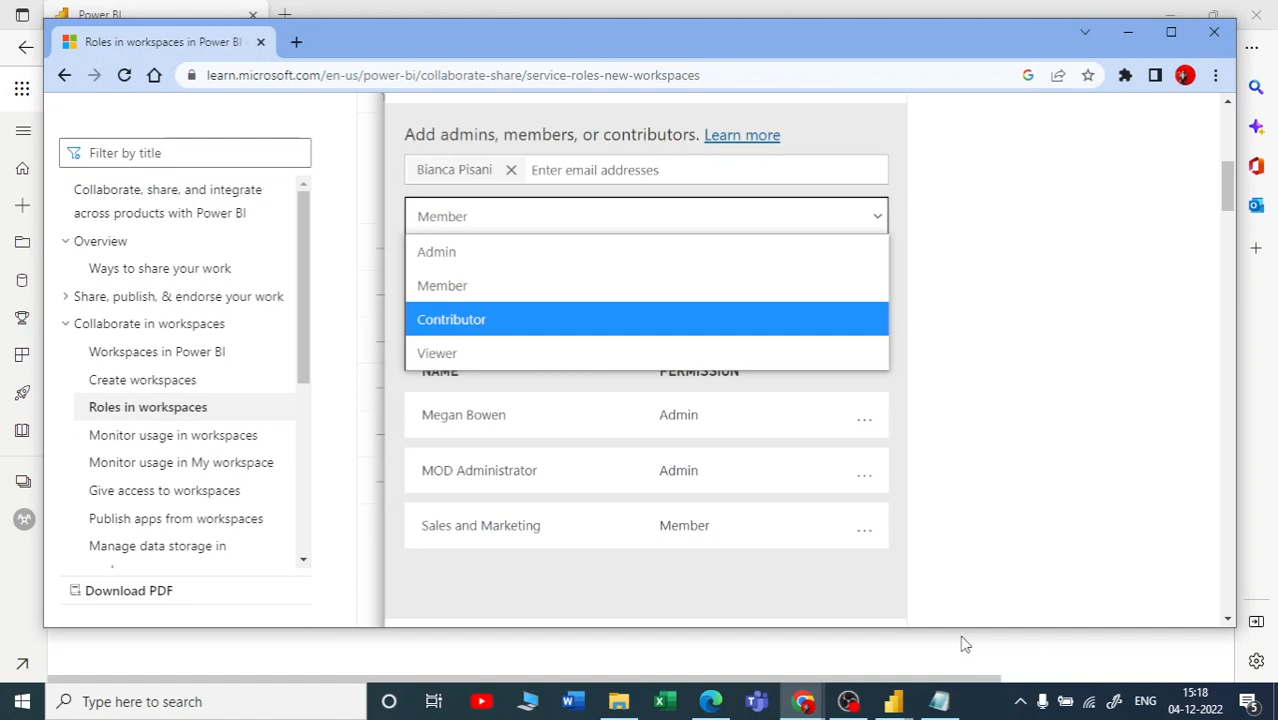 Power BI
Roles in workspaces in Power BI
learn.microsoft.com/en-us/power-bi/collaborate-share/service-roles-new-workspaces
Filter by title
Collaborate, share, and integrate
across products with Power BI
Overview
Ways to share your work
Share, publish, & endorse your work
Collaborate in workspaces
Workspaces in Power BI
Create workspaces
Roles in workspaces
Monitor usage in workspaces
Monitor usage in My workspace
Give access to workspaces
Publish apps from workspaces
Manage data storage in
Download PDF
Add admins, members, or contributors. Learn more
Bianca Pisani Enter email addresses
Member
Admin
Member
Contributor
Viewer
NAME PERMISSION
Megan Bowen Admin ...
MOD Administrator Admin ...
Sales and Marketing Member ...
Type here to search
ENG
15:18
04-12-2022
5